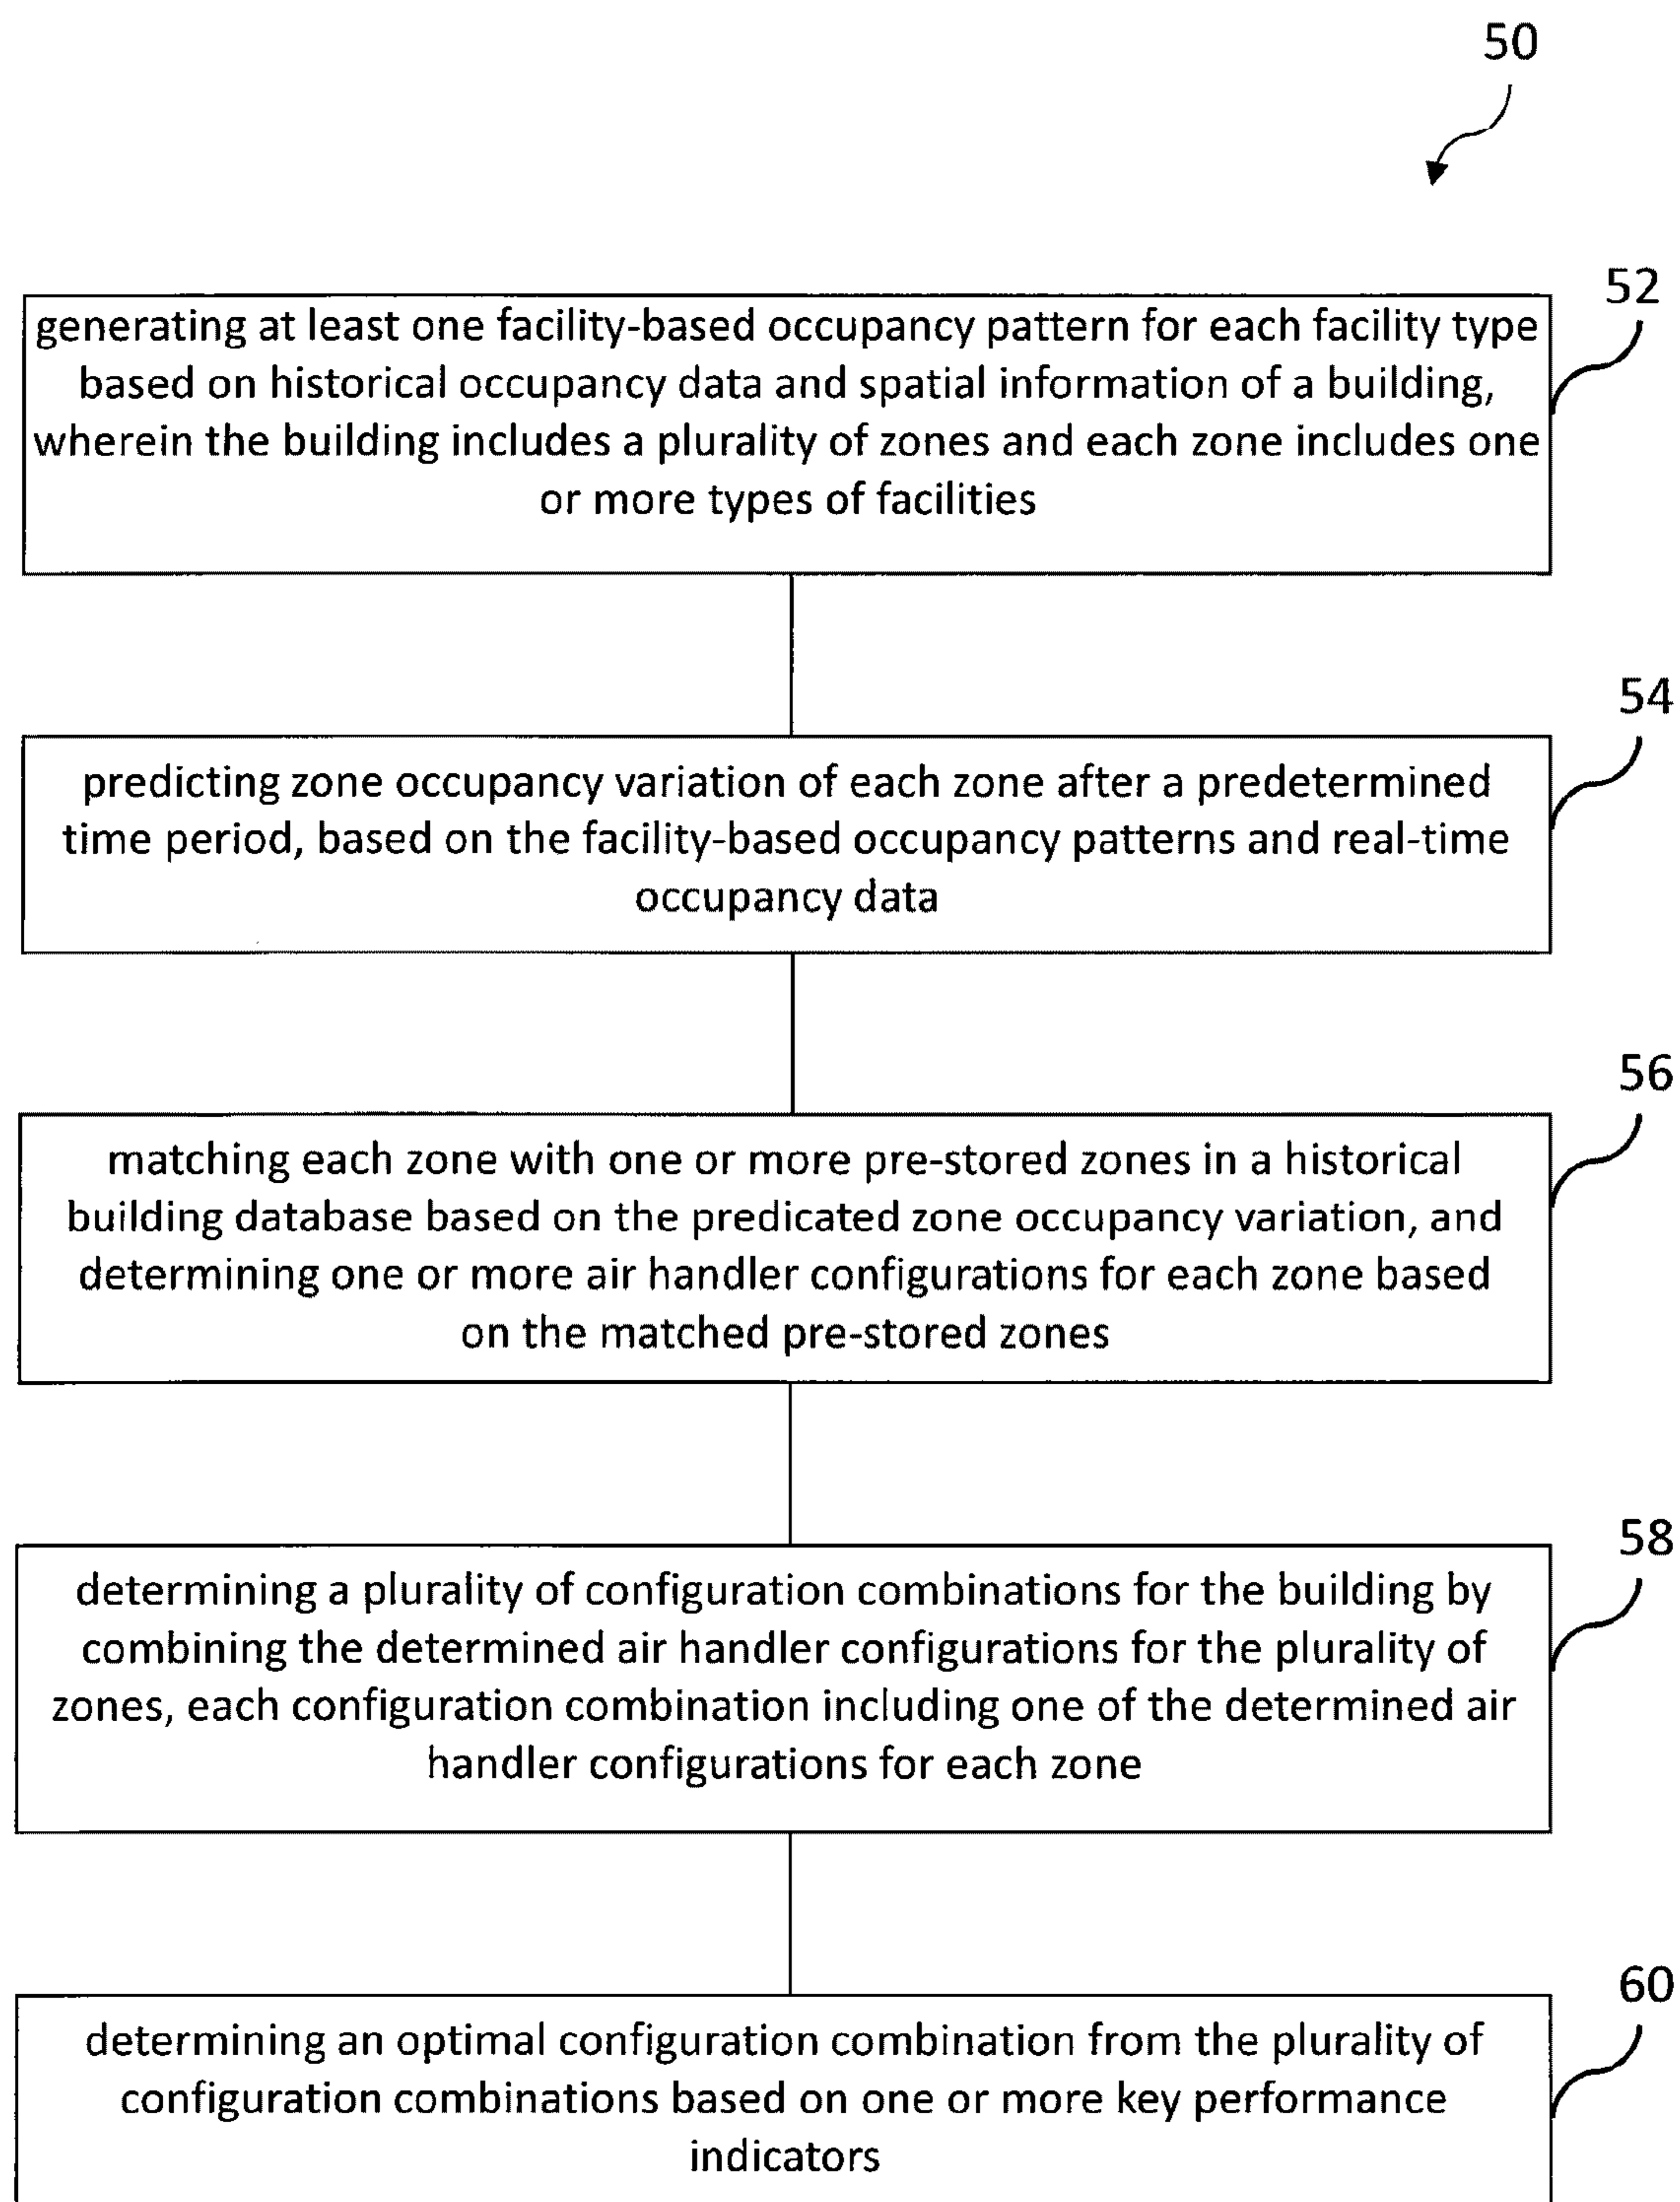 50
52
generating at least one facility-based occupancy pattern for each facility type
based on historical occupancy data and spatial information of a building,
wherein the building includes a plurality of zones and each zone includes one
or more types of facilities
54
predicting zone occupancy variation of each zone after a predetermined
time period, based on the facility-based occupancy patterns and real-time
occupancy data
56
matching each zone with one or more pre-stored zones in a historical
building database based on the predicated zone occupancy variation, and
determining one or more air handler configurations for each zone based
on the matched pre-stored zones
58
determining a plurality of configuration combinations for the building by
combining the determined air handler configurations for the plurality of
zones, each configuration combination including one of the determined air
handler configurations for each zone
60
determining an optimal configuration combination from the plurality of
configuration combinations based on one or more key performance
indicators